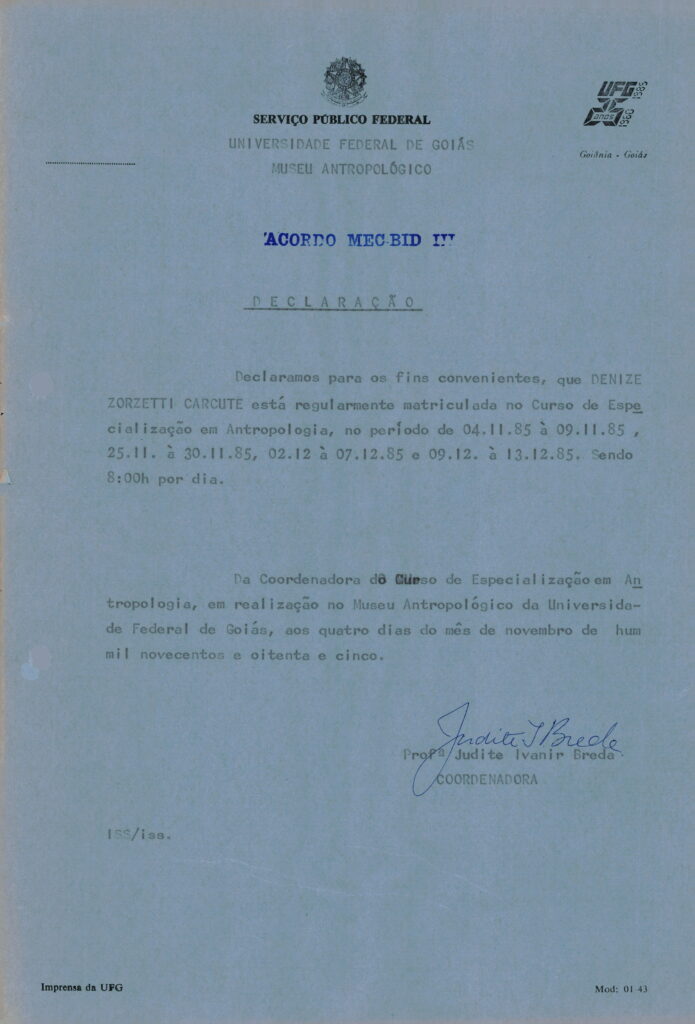 SERVIÇO PÚBLICO FEDERAL
UNIVERSIDADE FEDERAL DE GOIÁS
MUSEU ANTROPOLÓGICO
UFG
anos
Goiânia - Goiás
ACORDO MEC-BID III
DECLARAÇÃO
Declaramos para os fins convenientes, que DENIZE
ZORZETTI CARCUTE está regularmente matriculada no Curso de Espe
cialização em Antropologia, no período de 04.11.85 à 09.11.85 ,
25.11. à 30.11.85, 02.12 à 07.12.85 e 09.12. à 13.12.85. Sendo
8:00h por dia.
Da Coordenadora do Curso de Especialização em An
tropologia, em realização no Museu Antropológico da Universida-
de Federal de Goiás, aos quatro dias do mês de novembro de hum
mil novecentos e oitenta e cinco.
Judite I Breda
Profª Judite Ivanir Breda
COORDENADORA
ISS/iss.
Imprensa da UFG
Mod: 01-43